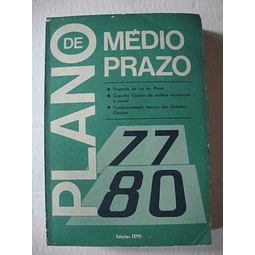 PLANO DE
MÉDIO
PRAZO
Proposta de Lei do Plano
Grandes Opções de política económica
e social
Fundamentação técnica das Grandes
Opções
77
80
Edições